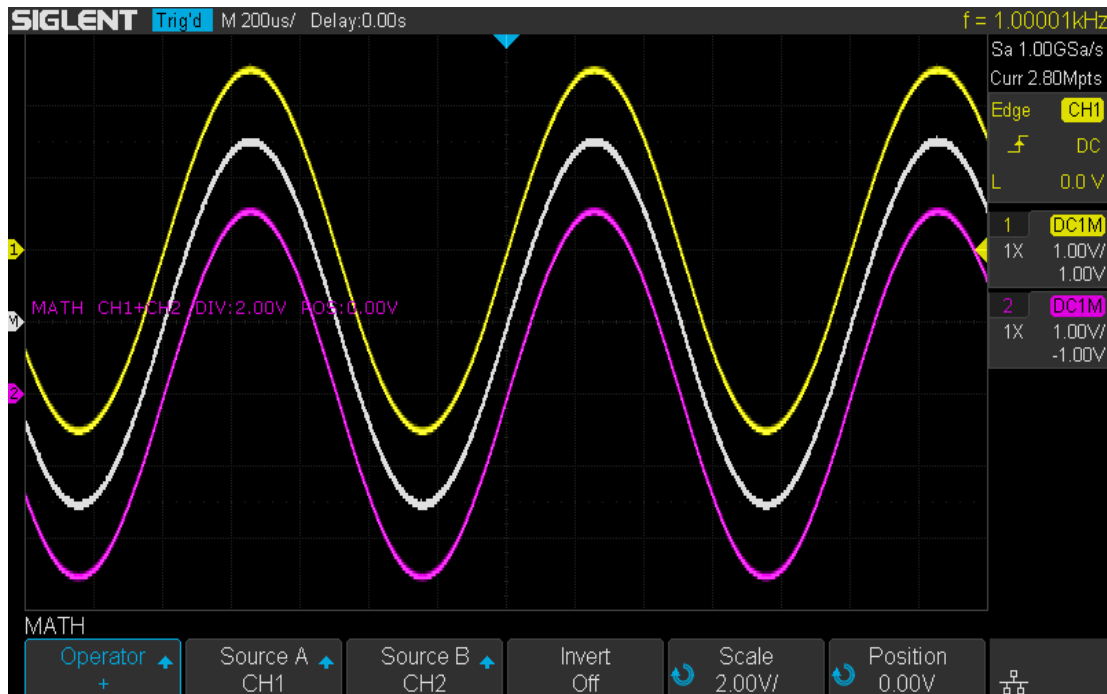 SIGLENT Trig'd M 200us/ Delay:0.00s f = 1.00001kHz
Sa 1.00GSa/s
Curr 2.80Mpts
Edge CH1
DC
L 0.0 V
1 DC1M
1X 1.00V/
1.00V
2 DC1M
1X 1.00V/
-1.00V
1
MATH CH1+CH2 DIV:2.00V POS:0.00V
M
2
MATH
Operator Source A Source B Invert Scale Position
+ CH1 CH2 Off 2.00V/ 0.00V